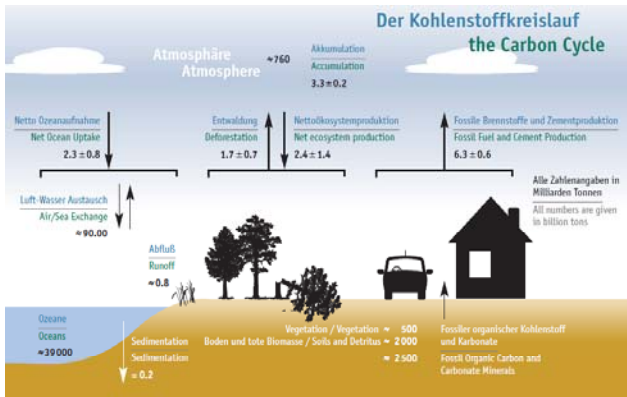 Der Kohlenstoffkreislauf
the Carbon Cycle
Atmosphäre
Atmosphere
≈760
Akkumulation
Accumulation
3.3±0.2
Netto Ozeanaufnahme
Net Ocean Uptake
2.3 ±0.8
Entwaldung
Deforestation
1.7 ±0.7
Nettoökosystemproduktion
Net ecosystem production
2.4±1.4
Fossile Brennstoffe und Zementproduktion
Fossil Fuel and Cement Production
6.3 ±0.6
Alle Zahlenangaben in
Milliarden Tonnen
All numbers are given
in billion tons
Luft-Wasser Austausch
Air/Sea Exchange
≈90.00
Abfluß
Runoff
≈0.8
Ozeane
Oceans
≈39000
Sedimentation
Sedimentation
= 0.2
Vegetation / Vegetation ≈ 500
Boden und tote Biomasse / Soils and Detritus ≈ 2000
≈ 2500
Fossiler organischer Kohlenstoff
und Karbonate
Fossil Organic Carbon and
Carbonate Minerals